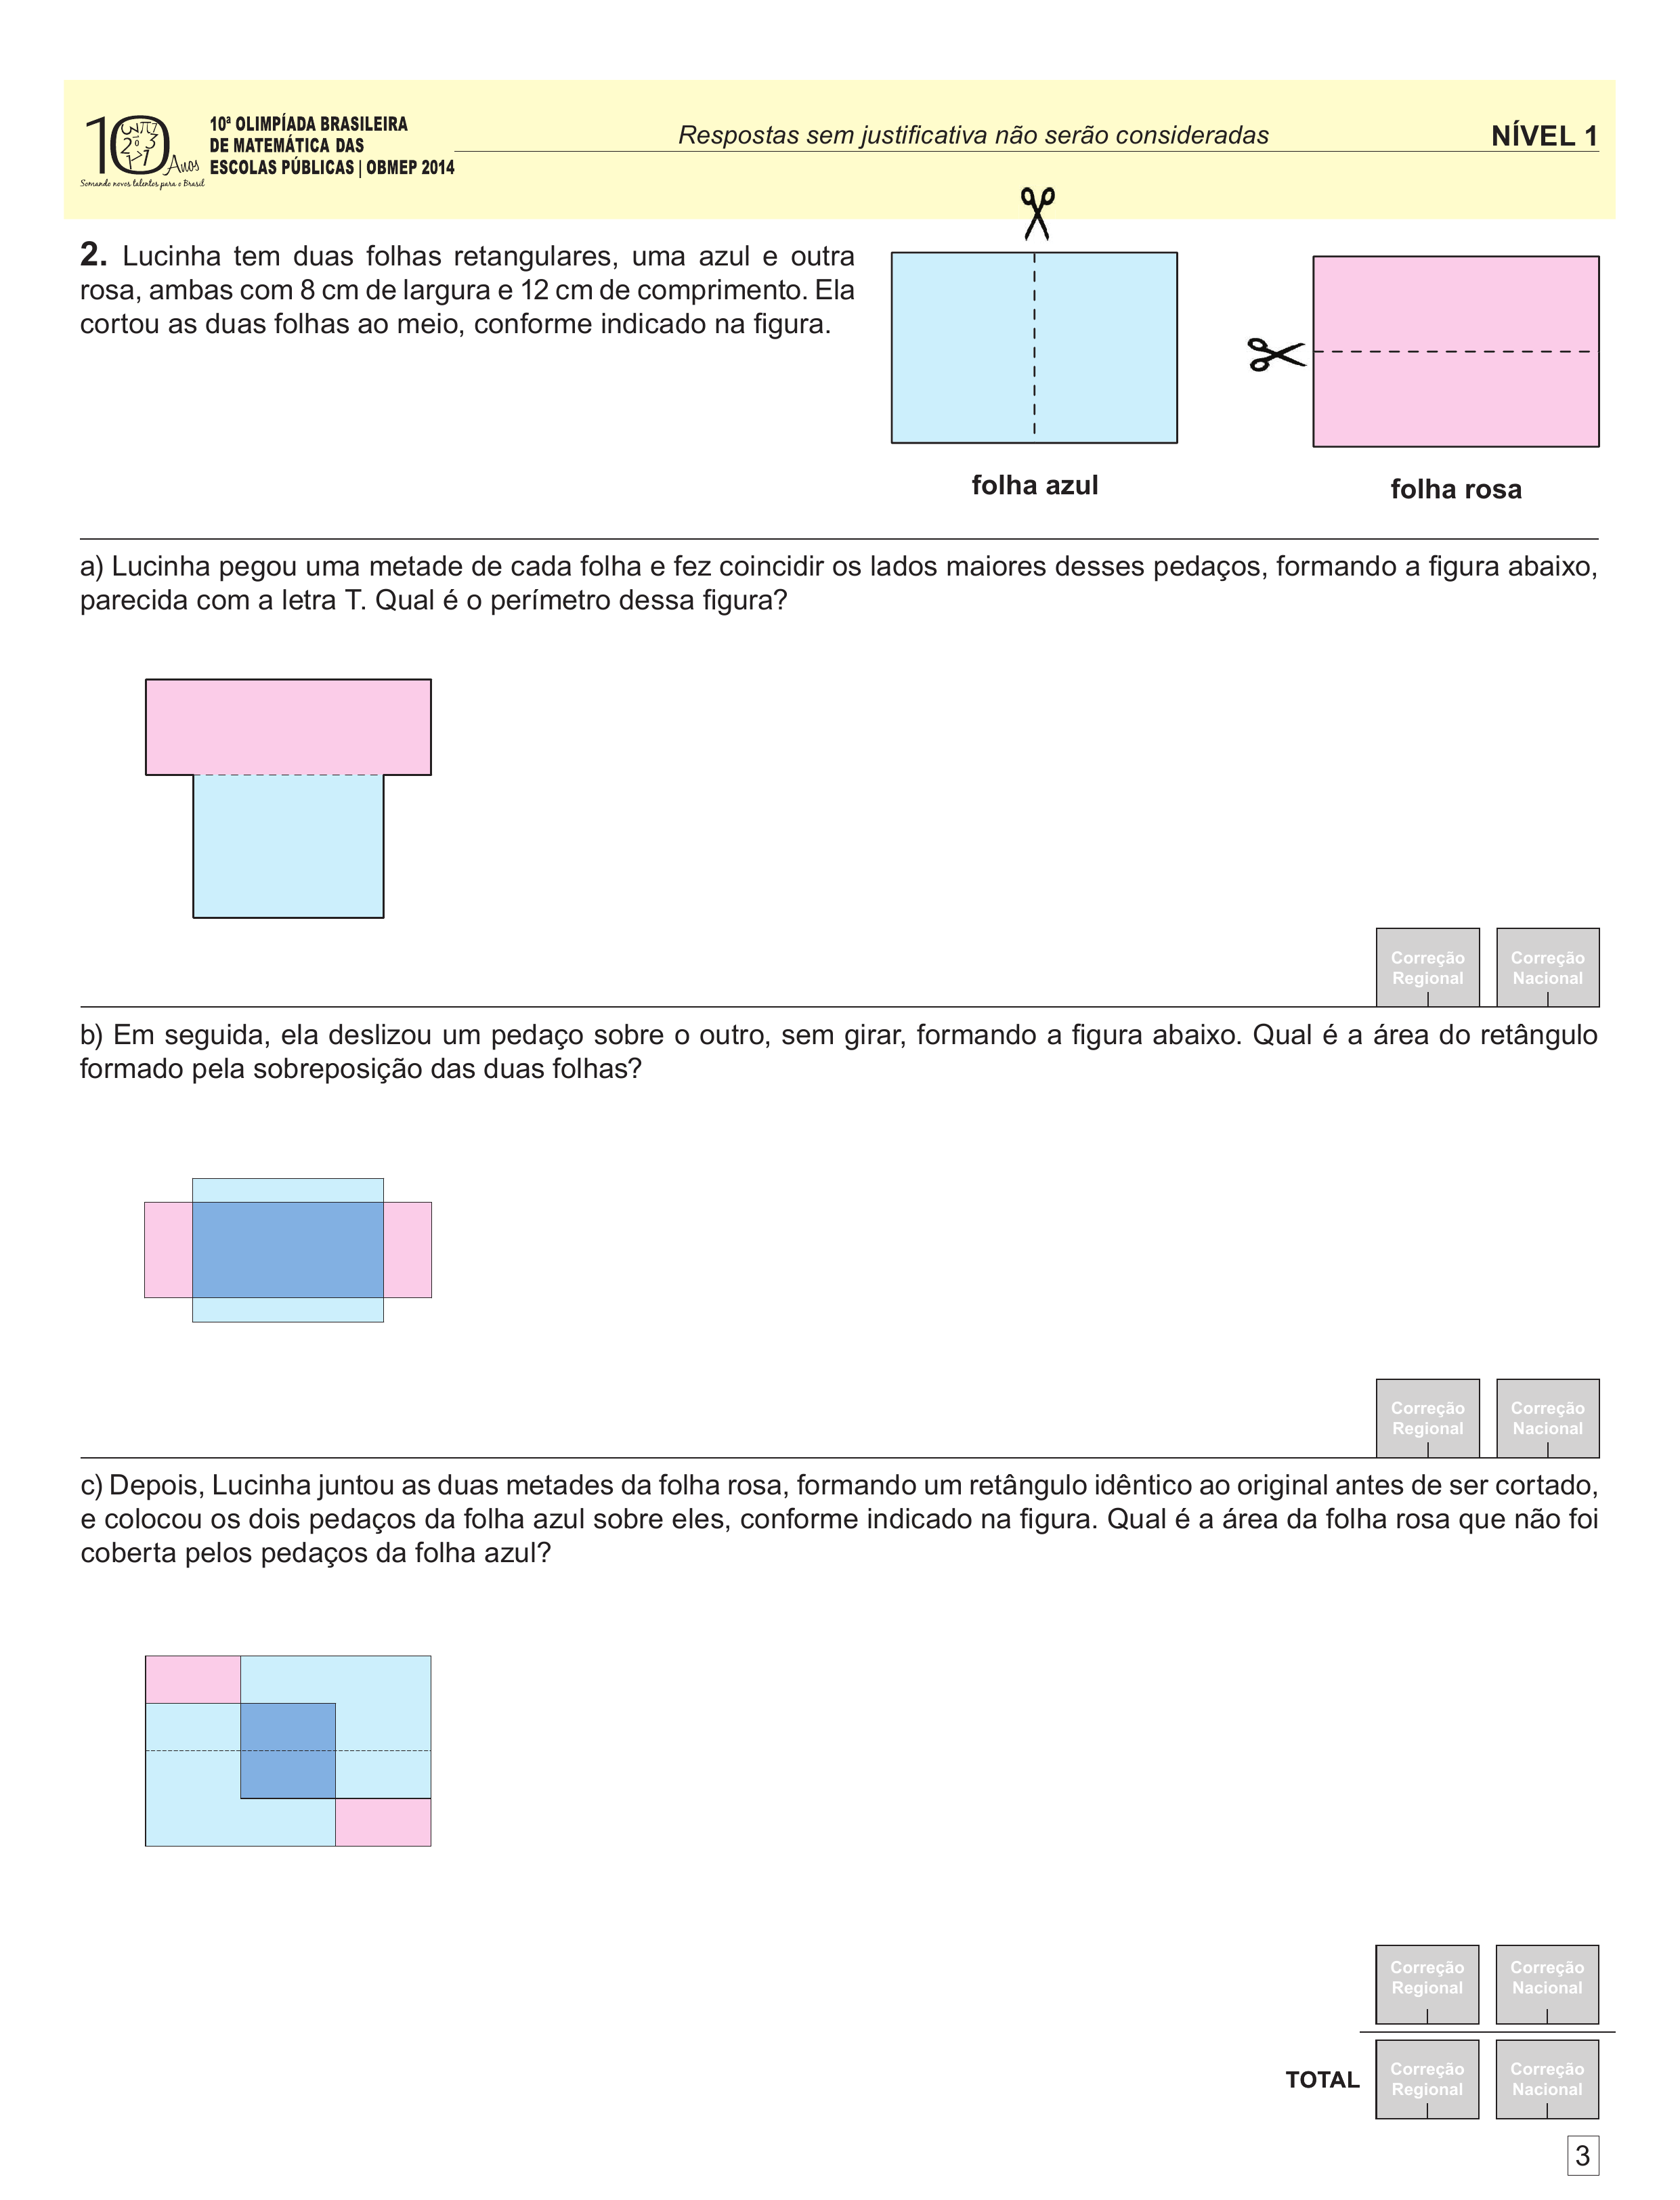 10 Anos
Somando novos talentos para o Brasil
10ª OLIMPÍADA BRASILEIRA
DE MATEMÁTICA DAS
ESCOLAS PÚBLICAS | OBMEP 2014
Respostas sem justificativa não serão consideradas
NÍVEL 1
2. Lucinha tem duas folhas retangulares, uma azul e outra
rosa, ambas com 8 cm de largura e 12 cm de comprimento. Ela
cortou as duas folhas ao meio, conforme indicado na figura.
folha azul
folha rosa
a) Lucinha pegou uma metade de cada folha e fez coincidir os lados maiores desses pedaços, formando a figura abaixo,
parecida com a letra T. Qual é o perímetro dessa figura?
Correção
Regional
Correção
Nacional
b) Em seguida, ela deslizou um pedaço sobre o outro, sem girar, formando a figura abaixo. Qual é a área do retângulo
formado pela sobreposição das duas folhas?
Correção
Regional
Correção
Nacional
c) Depois, Lucinha juntou as duas metades da folha rosa, formando um retângulo idêntico ao original antes de ser cortado,
e colocou os dois pedaços da folha azul sobre eles, conforme indicado na figura. Qual é a área da folha rosa que não foi
coberta pelos pedaços da folha azul?
Correção
Regional
Correção
Nacional
TOTAL
Correção
Regional
Correção
Nacional
3